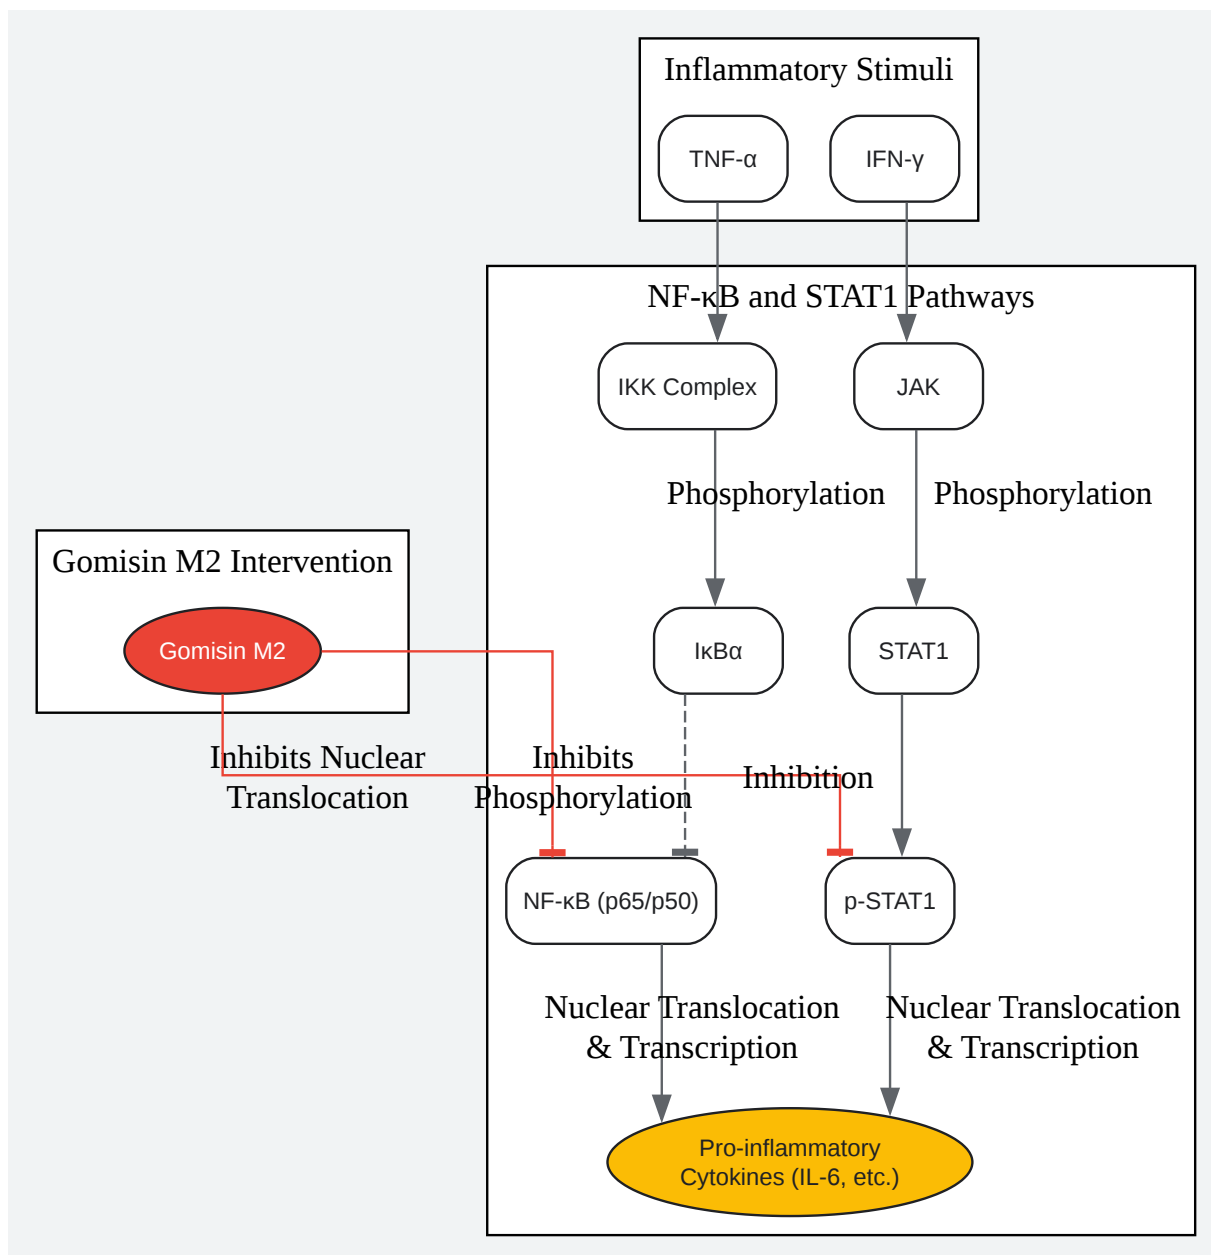 Inflammatory Stimuli
TNF-α
IFN-γ
NF-κB and STAT1 Pathways
IKK Complex
JAK
Phosphorylation
Phosphorylation
Gomisin M2 Intervention
Gomisin M2
IκBα
STAT1
Inhibits Nuclear
Translocation
Inhibits
Phosphorylation
Inhibition
NF-κB (p65/p50)
p-STAT1
Nuclear Translocation
& Transcription
Nuclear Translocation
& Transcription
Pro-inflammatory
Cytokines (IL-6, etc.)